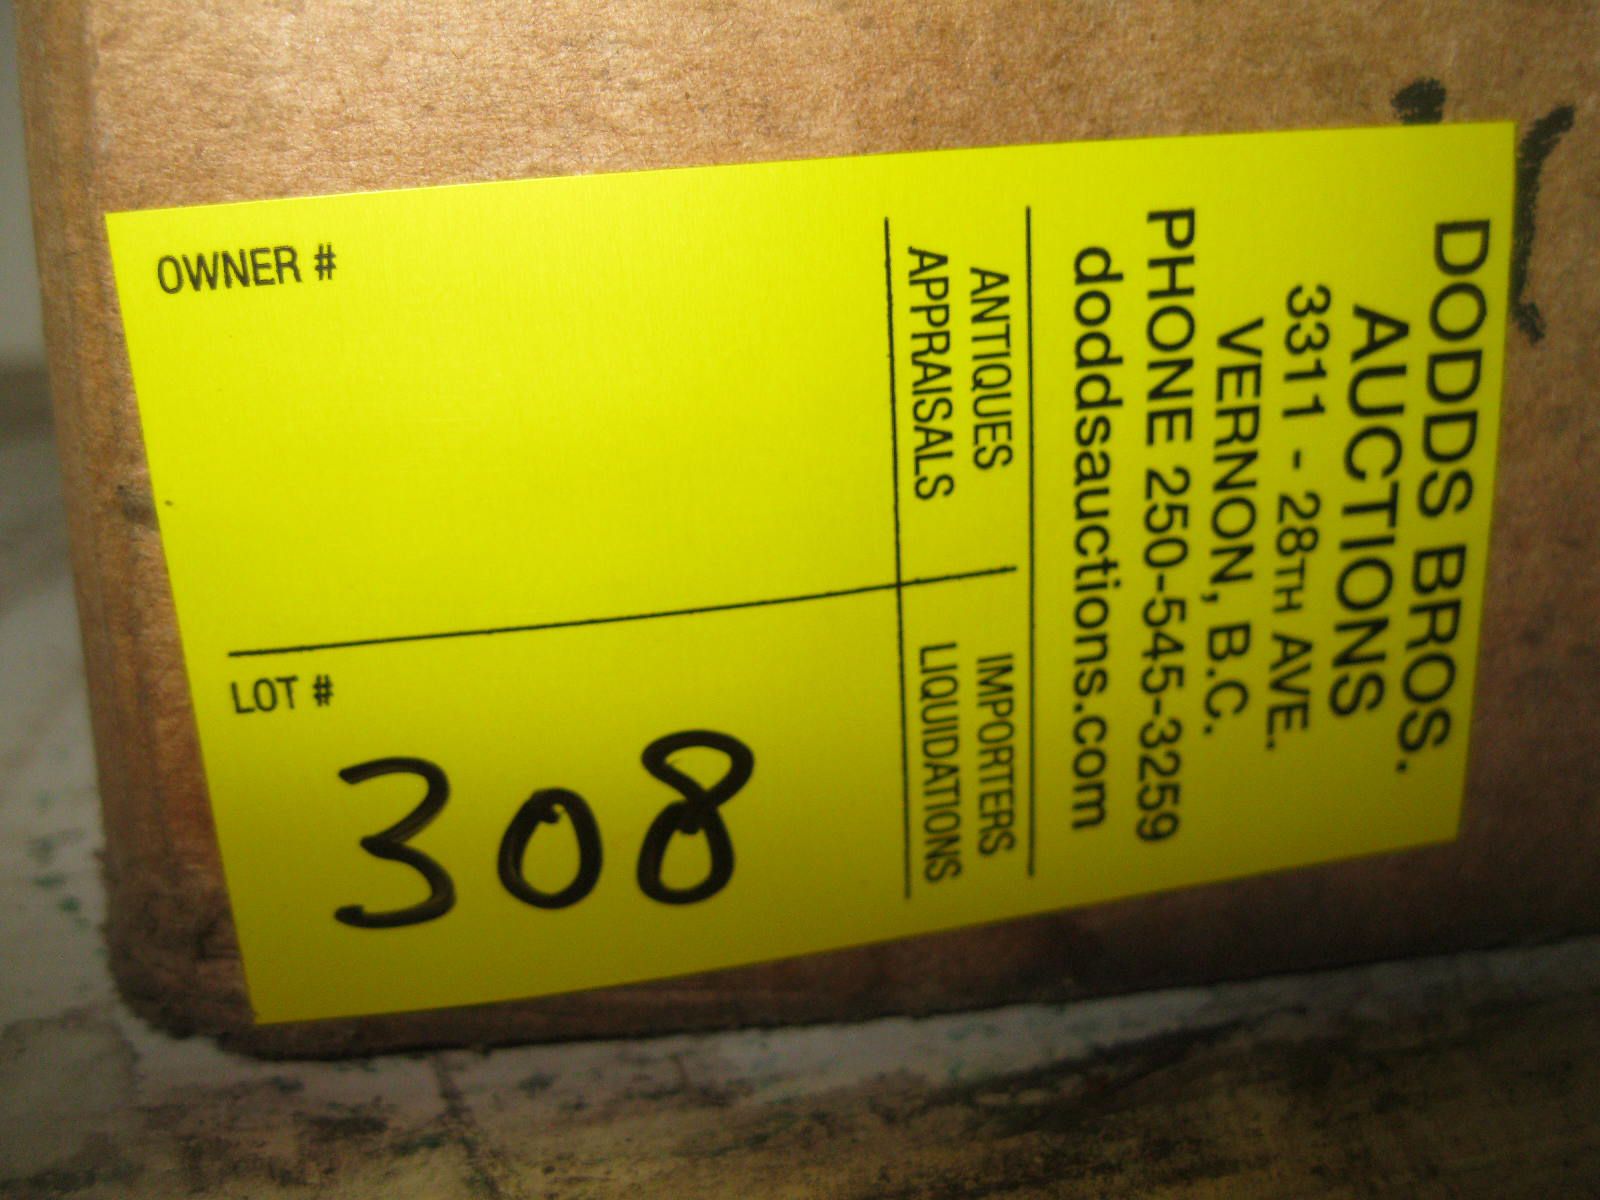 DODDS BROS.
AUCTIONS
3311 - 28TH AVE.
VERNON, B.C.
PHONE 250-545-3259
doddsauctions.com
ANTIQUES
APPRAISALS
IMPORTERS
LIQUIDATIONS
OWNER #
LOT #
308